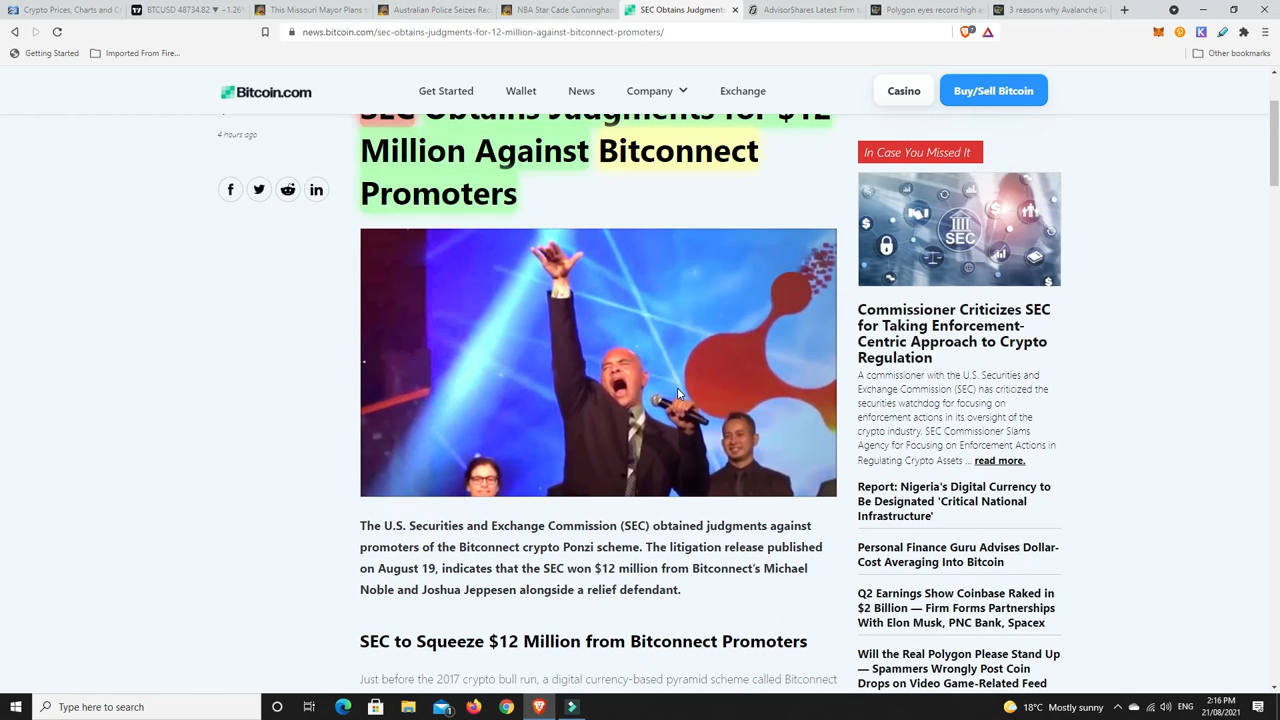 Crypto Prices, Charts and C
BTCUSD 48734.82 ▼ −1.26%
This Missouri Mayor Plans t
Australian Police Seizes Rec
NBA Star Cade Cunningham
SEC Obtains Judgments
AdvisorShares Latest Firm to
Polygon eyes record high a
3 reasons why Avalanche (A
news.bitcoin.com/sec-obtains-judgments-for-12-million-against-bitconnect-promoters/
Getting Started
Imported From Fire...
Other bookmarks
Bitcoin.com
Get Started
Wallet
News
Company
Exchange
Casino
Buy/Sell Bitcoin
4 hours ago
SEC Obtains Judgments for $12
Million Against Bitconnect
Promoters
The U.S. Securities and Exchange Commission (SEC) obtained judgments against
promoters of the Bitconnect crypto Ponzi scheme. The litigation release published
on August 19, indicates that the SEC won $12 million from Bitconnect's Michael
Noble and Joshua Jeppesen alongside a relief defendant.
SEC to Squeeze $12 Million from Bitconnect Promoters
Just before the 2017 crypto bull run, a digital currency-based pyramid scheme called Bitconnect
In Case You Missed It
SEC
Commissioner Criticizes SEC
for Taking Enforcement-
Centric Approach to Crypto
Regulation
A commissioner with the U.S. Securities and
Exchange Commission (SEC) has criticized the
securities watchdog for focusing on
enforcement actions in its oversight of the
crypto industry. SEC Commissioner Slams
Agency for Focusing on Enforcement Actions in
Regulating Crypto Assets ... read more.
Report: Nigeria's Digital Currency to
Be Designated 'Critical National
Infrastructure'
Personal Finance Guru Advises Dollar-
Cost Averaging Into Bitcoin
Q2 Earnings Show Coinbase Raked in
$2 Billion — Firm Forms Partnerships
With Elon Musk, PNC Bank, Spacex
Will the Real Polygon Please Stand Up
— Spammers Wrongly Post Coin
Drops on Video Game-Related Feed
Type here to search
18°C Mostly sunny
ENG
2:16 PM
21/08/2021